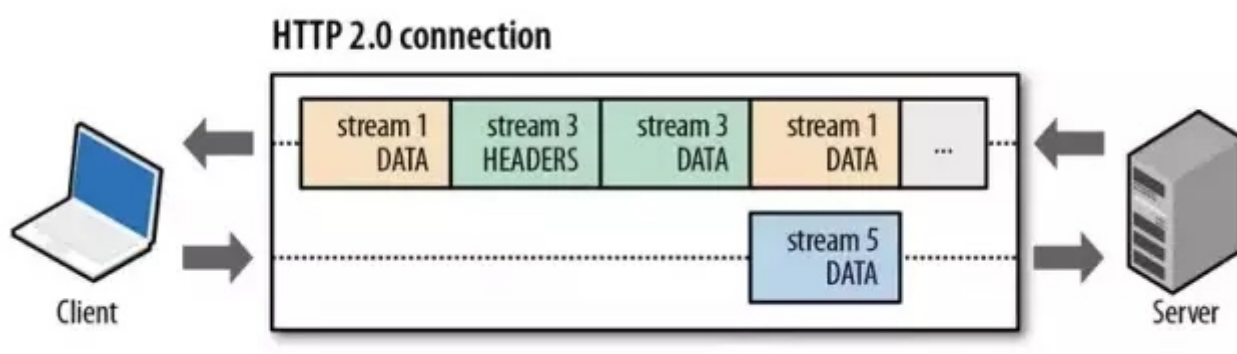 HTTP 2.0 connection
stream 1 stream 3 stream 3 stream 1
DATA HEADERS DATA DATA ...
stream 5
DATA
Client
Server